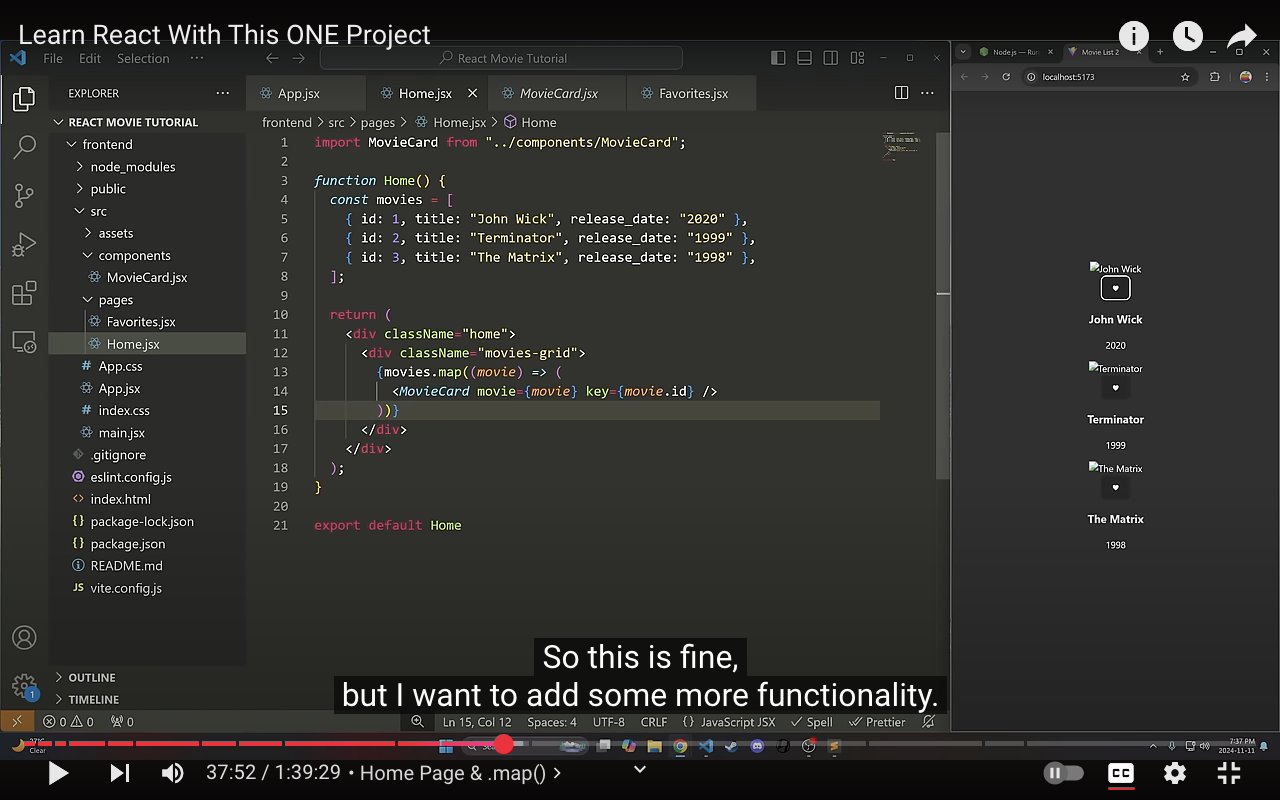 Learn React With This ONE Project
File Edit Selection ···
React Movie Tutorial
Movie List 2
localhost:5173
EXPLORER
App.jsx Home.jsx MovieCard.jsx Favorites.jsx
REACT MOVIE TUTORIAL
frontend
node_modules
public
src
assets
components
MovieCard.jsx
pages
Favorites.jsx
Home.jsx
App.css
App.jsx
index.css
main.jsx
.gitignore
eslint.config.js
index.html
package-lock.json
package.json
README.md
vite.config.js
OUTLINE
TIMELINE
frontend > src > pages > Home.jsx > Home
1 import MovieCard from "../components/MovieCard";
2
3 function Home() {
4 const movies = [
5 { id: 1, title: "John Wick", release_date: "2020" },
6 { id: 2, title: "Terminator", release_date: "1999" },
7 { id: 3, title: "The Matrix", release_date: "1998" },
8 ];
9
10 return (
11 <div className="home">
12 <div className="movies-grid">
13 {movies.map((movie) => (
14 <MovieCard movie={movie} key={movie.id} />
15 ))}
16 </div>
17 </div>
18 );
19 }
20
21 export default Home
John Wick
John Wick
2020
Terminator
Terminator
1999
The Matrix
The Matrix
1998
So this is fine,
but I want to add some more functionality.
0 0 0
Ln 15, Col 12 Spaces: 4 UTF-8 CRLF {} JavaScript JSX Spell Prettier
1
Clear
7:37 PM
2024-11-11
37:52 / 1:39:29 • Home Page & .map() >
CC